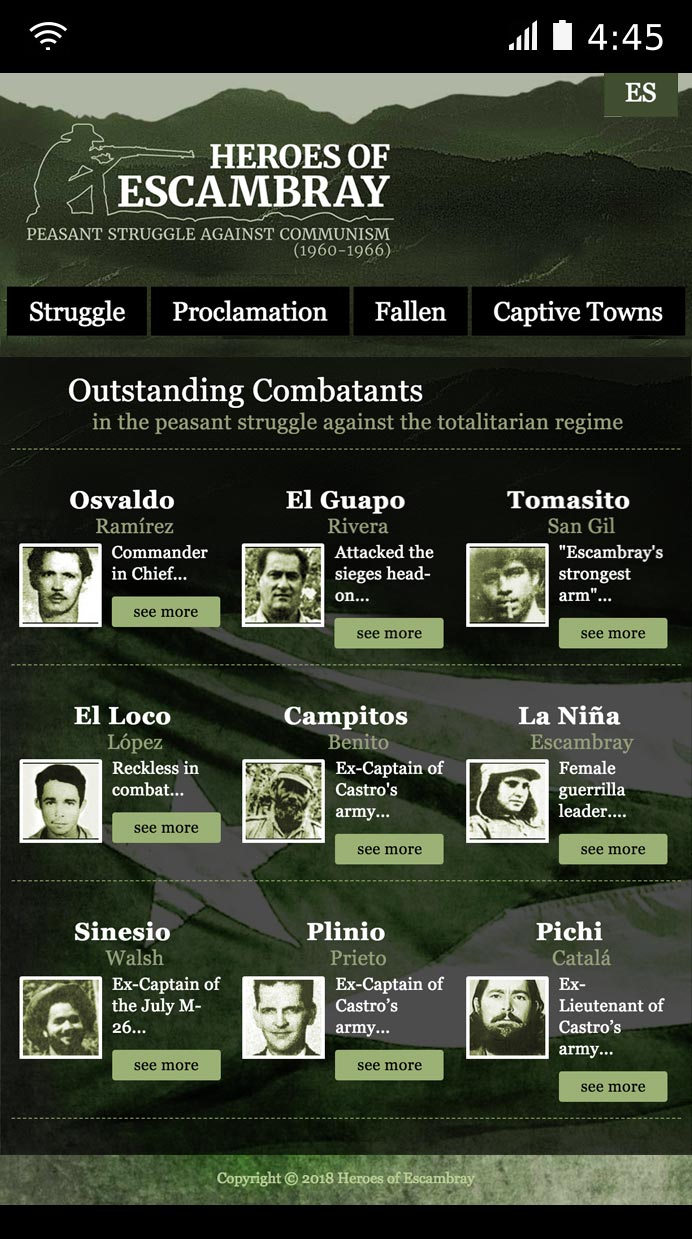 4:45
ES
HEROES OF
ESCAMBRAY
PEASANT STRUGGLE AGAINST COMMUNISM
(1960-1966)
Struggle
Proclamation
Fallen
Captive Towns
Outstanding Combatants
in the peasant struggle against the totalitarian regime
Osvaldo
Ramírez
Commander
in Chief...
see more
El Guapo
Rivera
Attacked the
sieges head-
on...
see more
Tomasito
San Gil
"Escambray's
strongest
arm"...
see more
El Loco
López
Reckless in
combat...
see more
Campitos
Benito
Ex-Captain of
Castro's
army...
see more
La Niña
Escambray
Female
guerrilla
leader....
see more
Sinesio
Walsh
Ex-Captain of
the July M-
26...
see more
Plinio
Prieto
Ex-Captain of
Castro’s
army...
see more
Pichi
Catalá
Ex-
Lieutenant of
Castro’s
army...
see more
Copyright © 2018 Heroes of Escambray